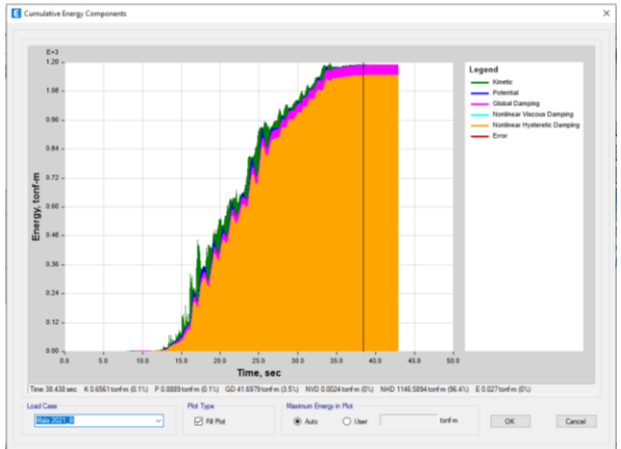 Cumulative Energy Components
E+3
1.20
1.08
0.96
0.84
0.72
0.60
0.48
0.36
0.24
0.12
0.00
Energy, tonf-m
0.0 5.0 10.0 15.0 20.0 25.0 30.0 35.0 40.0 45.0 50.0
Time, sec
Legend
Kinetic
Potential
Global Damping
Nonlinear Viscous Damping
Nonlinear Hysteretic Damping
Error
Time 38.438 sec K 0.6561 tonf-m (0.1%) P 0.8889 tonf-m (0.1%) GD 41.6979 tonf-m (3.5%) NVD 0.0024 tonf-m (0%) NHD 1146.5894 tonf-m (96.4%) E 0.027 tonf-m (0%)
Load Case
Plot Type
Fill Plot
Maximum Energy in Plot
Auto
User
tonf-m
OK
Cancel